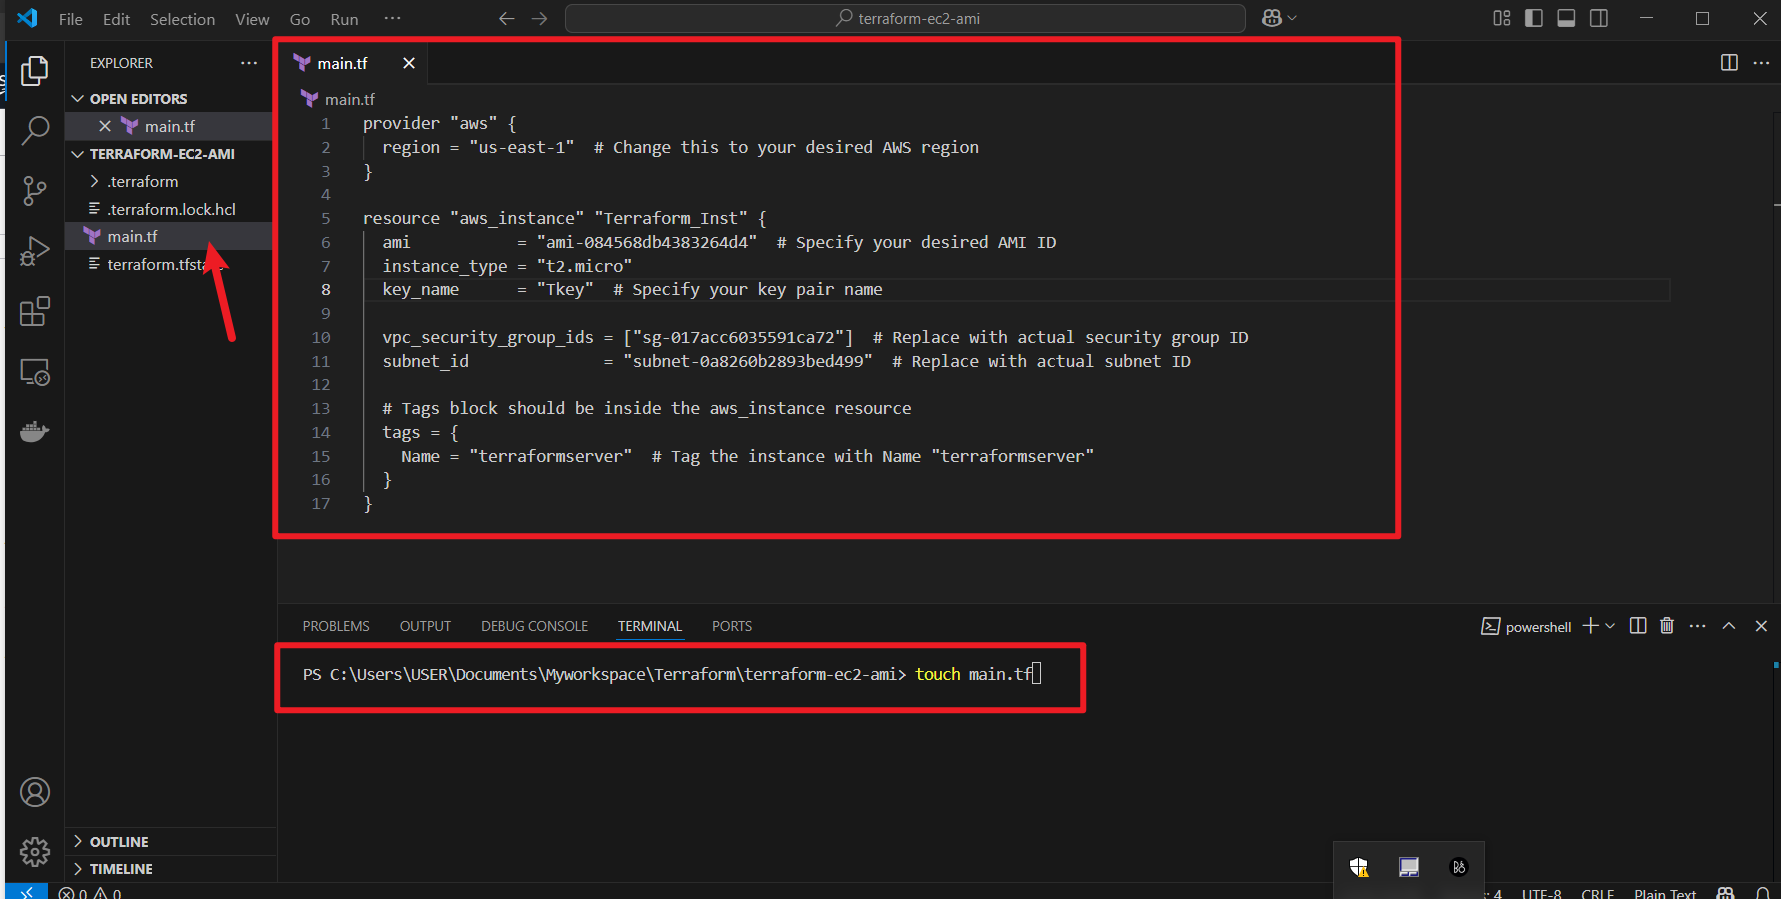 File Edit Selection View Go Run ···
terraform-ec2-ami
EXPLORER
OPEN EDITORS
main.tf
TERRAFORM-EC2-AMI
.terraform
.terraform.lock.hcl
main.tf
terraform.tfsta
OUTLINE
TIMELINE
main.tf
main.tf
1 provider "aws" {
2 region = "us-east-1" # Change this to your desired AWS region
3 }
4
5 resource "aws_instance" "Terraform_Inst" {
6 ami = "ami-084568db4383264d4" # Specify your desired AMI ID
7 instance_type = "t2.micro"
8 key_name = "Tkey" # Specify your key pair name
9
10 vpc_security_group_ids = ["sg-017acc6035591ca72"] # Replace with actual security group ID
11 subnet_id = "subnet-0a8260b2893bed499" # Replace with actual subnet ID
12
13 # Tags block should be inside the aws_instance resource
14 tags = {
15 Name = "terraformserver" # Tag the instance with Name "terraformserver"
16 }
17 }
PROBLEMS OUTPUT DEBUG CONSOLE TERMINAL PORTS
powershell
PS C:\Users\USER\Documents\Myworkspace\Terraform\terraform-ec2-ami> touch main.tf
0 0
: 4 UTF-8 CRLF Plain Text